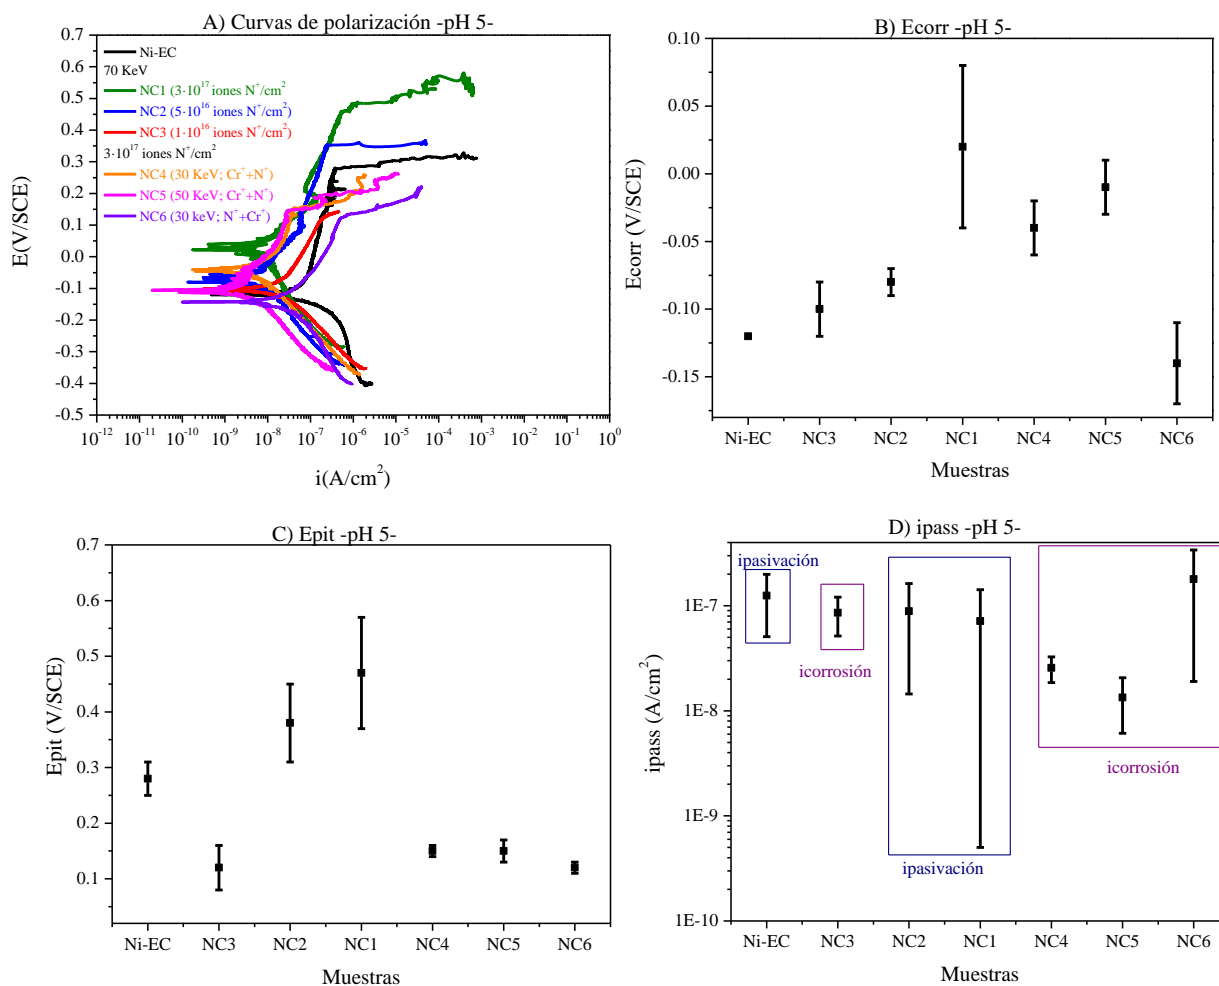 A) Curvas de polarización -pH 5-
0.7
0.6
0.5
0.4
0.3
0.2
0.1
0.0
-0.1
-0.2
-0.3
-0.4
-0.5
E(V/SCE)
Ni-EC
70 KeV
NC1 (3·10¹⁷ iones N⁺/cm²
NC2 (5·10¹⁶ iones N⁺/cm²)
NC3 (1·10¹⁶ iones N⁺/cm²)
3·10¹⁷ iones N⁺/cm²
NC4 (30 KeV; Cr⁺+N⁺)
NC5 (50 KeV; Cr⁺+N⁺)
NC6 (30 keV; N⁺+Cr⁺)
10⁻¹² 10⁻¹¹ 10⁻¹⁰ 10⁻⁹ 10⁻⁸ 10⁻⁷ 10⁻⁶ 10⁻⁵ 10⁻⁴ 10⁻³ 10⁻² 10⁻¹ 10⁰
i(A/cm²)
B) Ecorr -pH 5-
0.10
0.05
0.00
-0.05
-0.10
-0.15
Ecorr (V/SCE)
Ni-EC NC3 NC2 NC1 NC4 NC5 NC6
Muestras
C) Epit -pH 5-
0.7
0.6
0.5
0.4
0.3
0.2
0.1
Epit (V/SCE)
Ni-EC NC3 NC2 NC1 NC4 NC5 NC6
Muestras
D) ipass -pH 5-
1E-7
1E-8
1E-9
1E-10
ipass (A/cm²)
ipasivación
icorrosión
icorrosión
ipasivación
Ni-EC NC3 NC2 NC1 NC4 NC5 NC6
Muestras